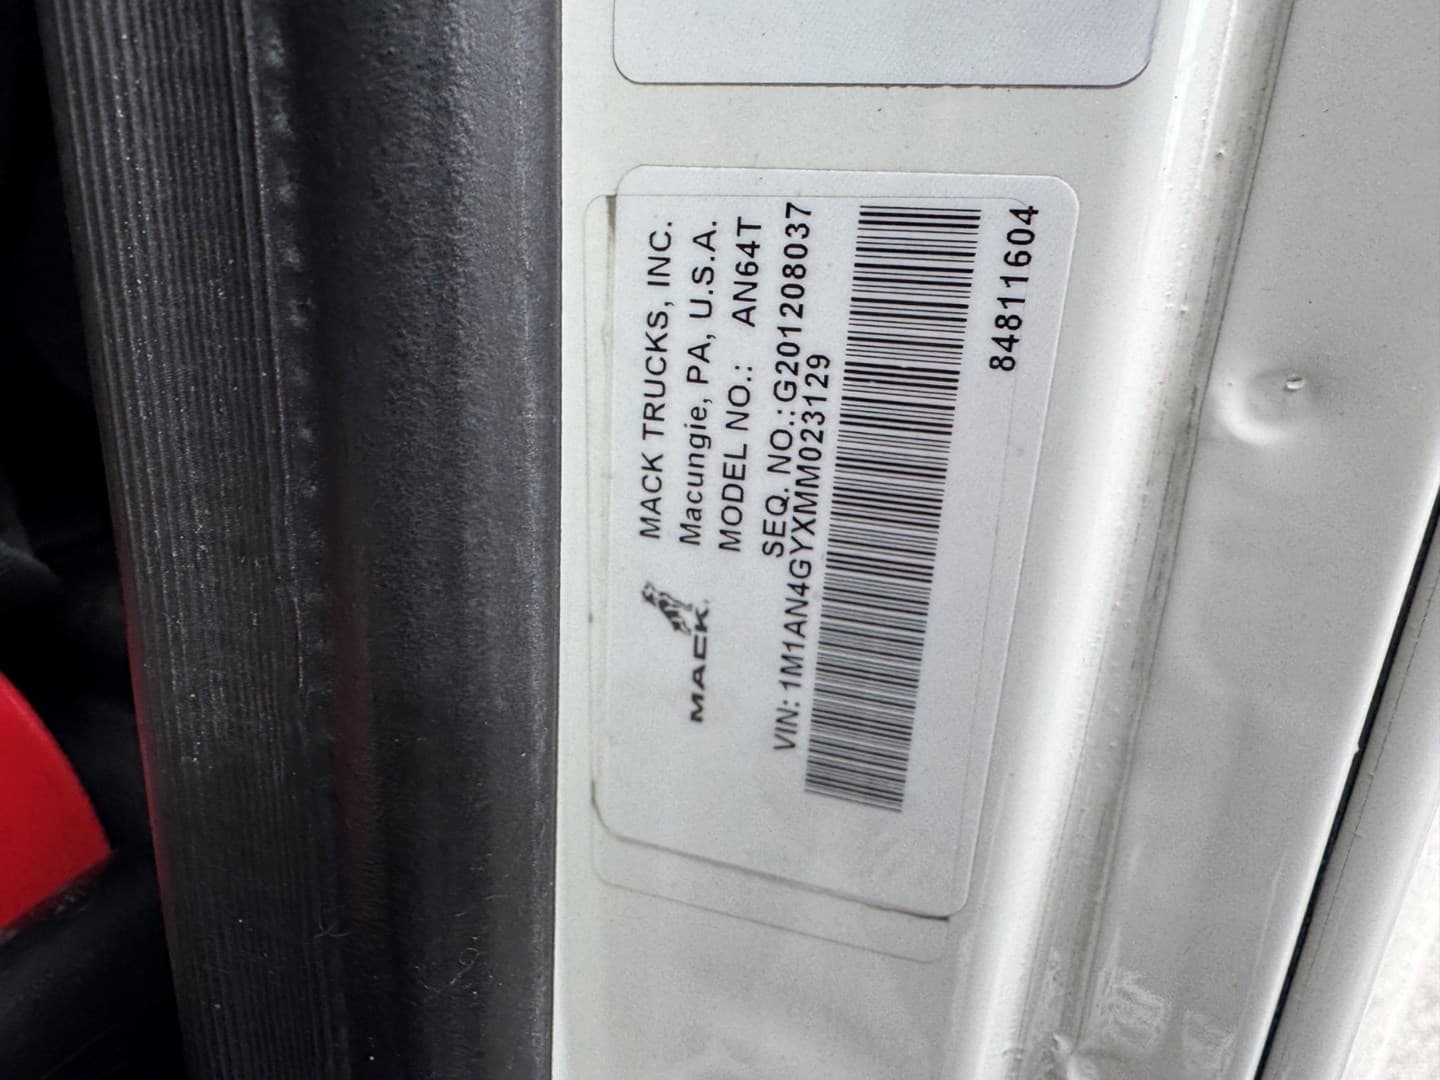 MACK TRUCKS, INC.
Macungie, PA, U.S.A.
MODEL NO.: AN64T
SEQ. NO.: G201208037
MACK
VIN: 1M1AN4GYXMM023129
84811604